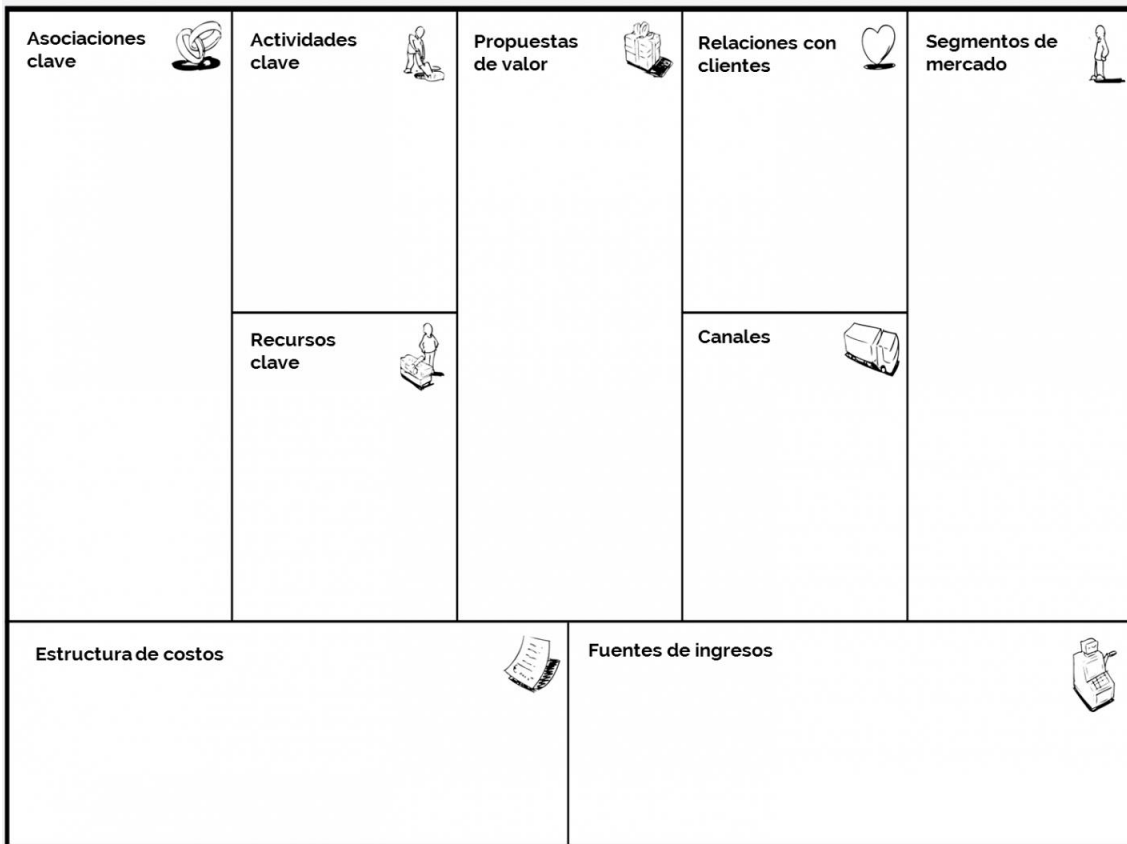 Asociaciones
clave
Actividades
clave
Propuestas
de valor
Relaciones con
clientes
Segmentos de
mercado
Recursos
clave
Canales
Estructura de costos
Fuentes de ingresos